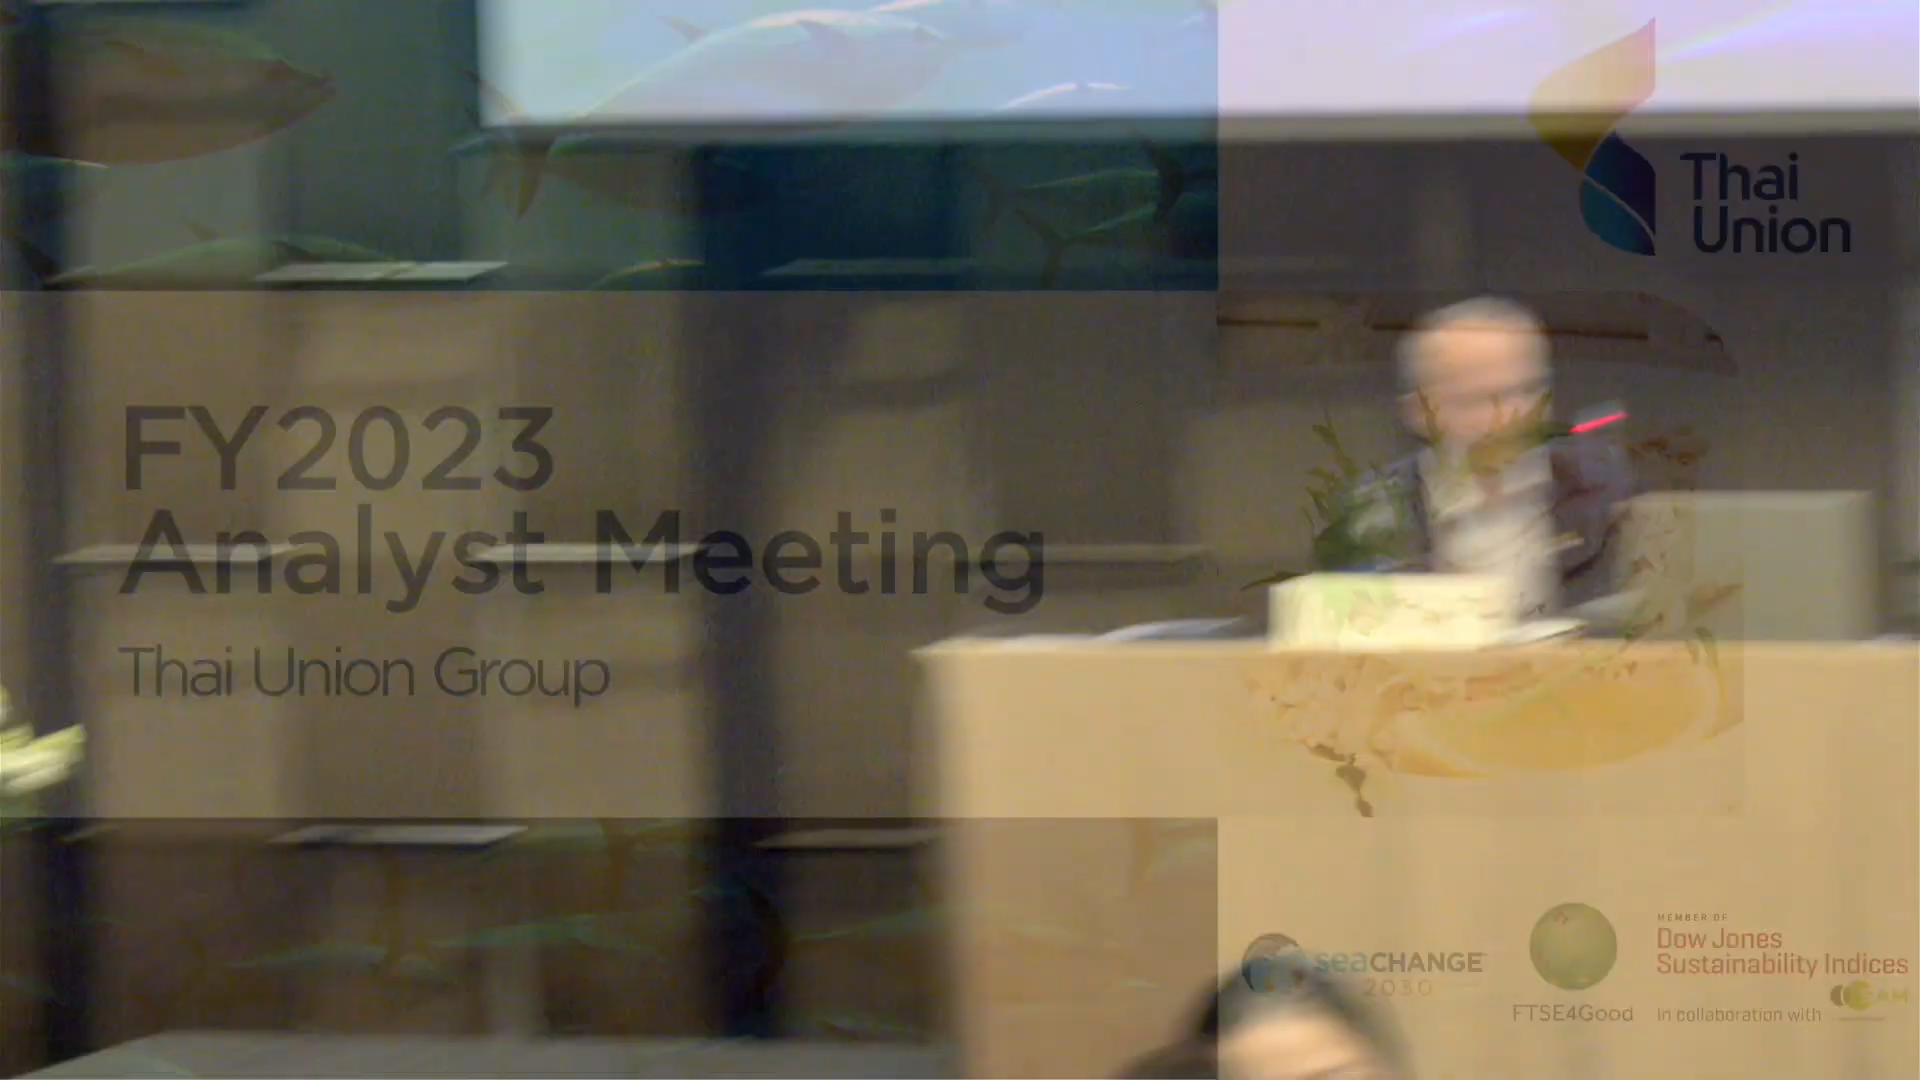 Thai
Union
FY2023
Analyst Meeting
Thai Union Group
seaCHANGE
2030
FTSE4Good
MEMBER OF
Dow Jones
Sustainability Indices
In collaboration with